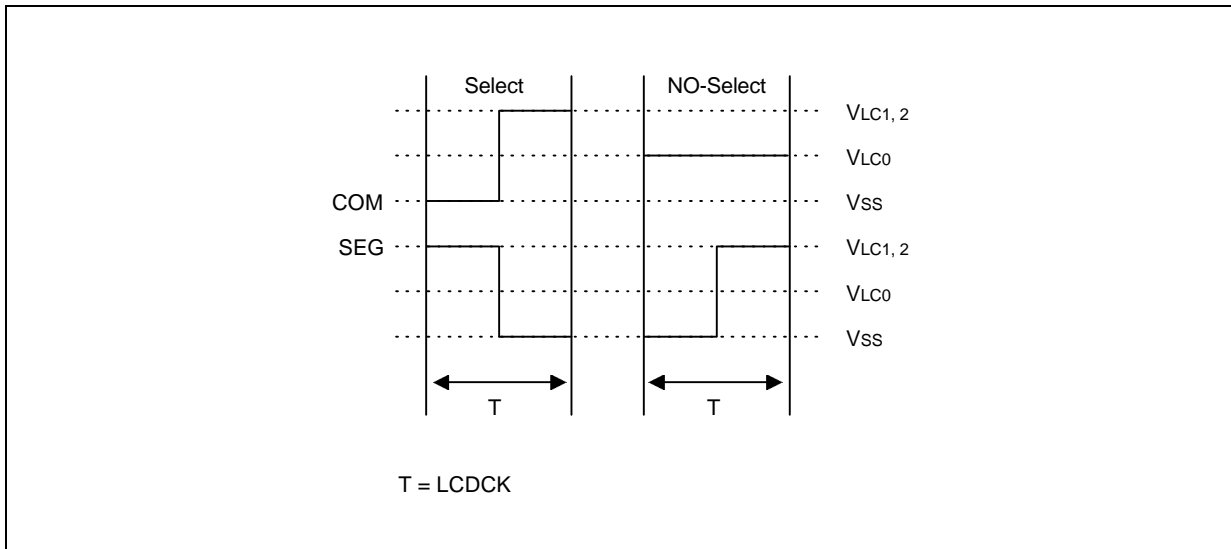 Select NO-Select
VLC1, 2
VLC0
COM VSS
SEG VLC1, 2
VLC0
VSS
T T
T = LCDCK